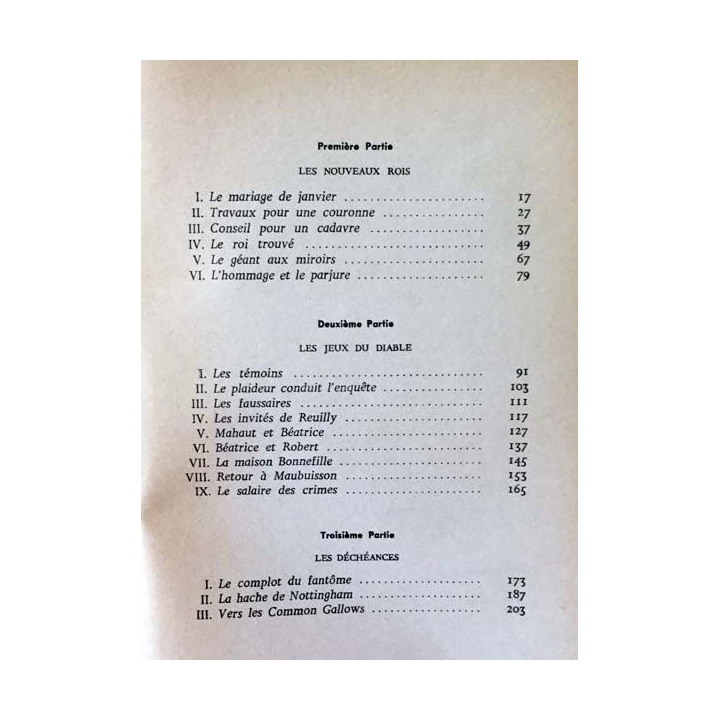 Première Partie
LES NOUVEAUX ROIS
I. Le mariage de janvier ...................... 17
II. Travaux pour une couronne ................. 27
III. Conseil pour un cadavre .................. 37
IV. Le roi trouvé ............................ 49
V. Le géant aux miroirs ...................... 67
VI. L'hommage et le parjure .................. 79
Deuxième Partie
LES JEUX DU DIABLE
I. Les témoins .............................. 91
II. Le plaideur conduit l'enquête ................ 103
III. Les faussaires ............................ 111
IV. Les invités de Reuilly ...................... 117
V. Mahaut et Béatrice ........................ 127
VI. Béatrice et Robert ........................ 137
VII. La maison Bonnefille ...................... 145
VIII. Retour à Maubuisson ...................... 153
IX. Le salaire des crimes ...................... 165
Troisième Partie
LES DÉCHÉANCES
I. Le complot du fantôme .................... 173
II. La hache de Nottingham .................... 187
III. Vers les Common Gallows .................. 203